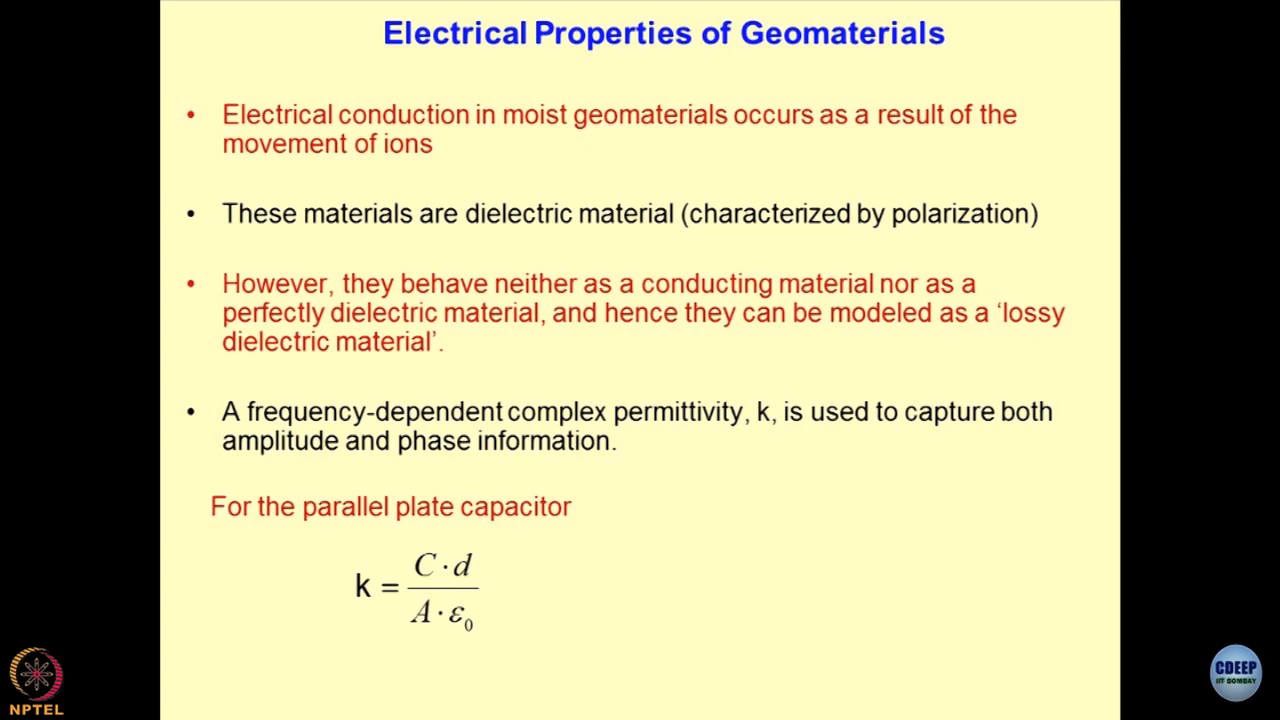 Electrical Properties of Geomaterials
• Electrical conduction in moist geomaterials occurs as a result of the
movement of ions
• These materials are dielectric material (characterized by polarization)
• However, they behave neither as a conducting material nor as a
perfectly dielectric material, and hence they can be modeled as a ‘lossy
dielectric material’.
• A frequency-dependent complex permittivity, k, is used to capture both
amplitude and phase information.
For the parallel plate capacitor
k = C · d / A · ε₀
NPTEL
CDEEP
IIT BOMBAY